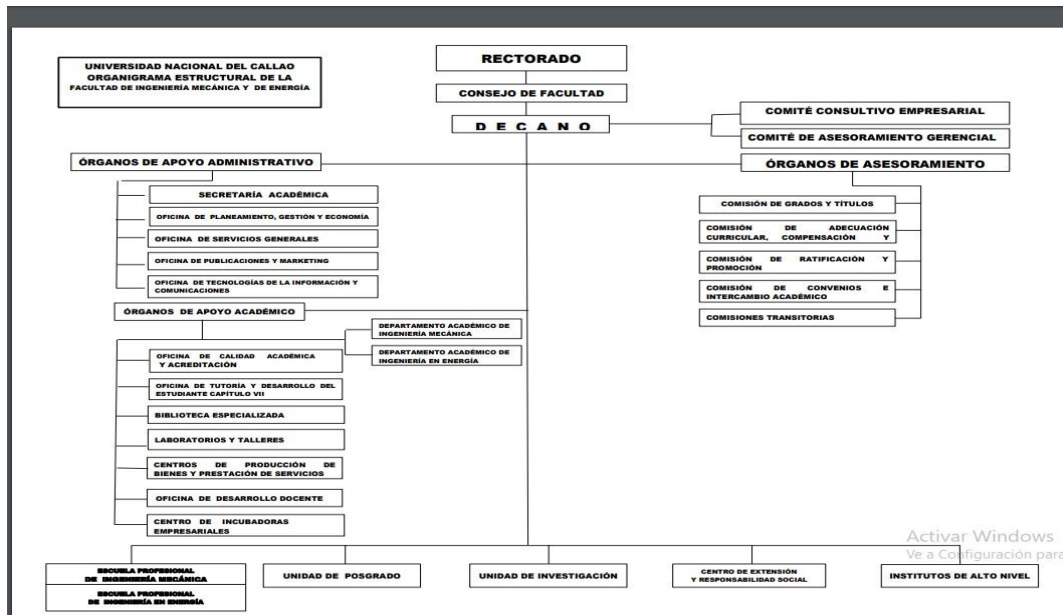 UNIVERSIDAD NACIONAL DEL CALLAO
ORGANIGRAMA ESTRUCTURAL DE LA
FACULTAD DE INGENIERÍA MECÁNICA Y DE ENERGÍA
RECTORADO
CONSEJO DE FACULTAD
DECANO
COMITÉ CONSULTIVO EMPRESARIAL
COMITÉ DE ASESORAMIENTO GERENCIAL
ÓRGANOS DE APOYO ADMINISTRATIVO
SECRETARÍA ACADÉMICA
OFICINA DE PLANEAMIENTO, GESTIÓN Y ECONOMÍA
OFICINA DE SERVICIOS GENERALES
OFICINA DE PUBLICACIONES Y MARKETING
OFICINA DE TECNOLOGÍAS DE LA INFORMACIÓN Y
COMUNICACIONES
ÓRGANOS DE ASESORAMIENTO
COMISIÓN DE GRADOS Y TÍTULOS
COMISIÓN DE ADECUACIÓN
CURRICULAR, COMPENSACIÓN Y
COMISIÓN DE RATIFICACIÓN Y
PROMOCIÓN
COMISIÓN DE CONVENIOS E
INTERCAMBIO ACADÉMICO
COMISIONES TRANSITORIAS
ÓRGANOS DE APOYO ACADÉMICO
DEPARTAMENTO ACADÉMICO DE
INGENIERÍA MECÁNICA
DEPARTAMENTO ACADÉMICO DE
INGENIERÍA EN ENERGÍA
OFICINA DE CALIDAD ACADÉMICA
Y ACREDITACIÓN
OFICINA DE TUTORÍA Y DESARROLLO DEL
ESTUDIANTE CAPÍTULO VII
BIBLIOTECA ESPECIALIZADA
LABORATORIOS Y TALLERES
CENTROS DE PRODUCCIÓN DE
BIENES Y PRESTACIÓN DE SERVICIOS
OFICINA DE DESARROLLO DOCENTE
CENTRO DE INCUBADORAS
EMPRESARIALES
ESCUELA PROFESIONAL
DE INGENIERÍA MECÁNICA
ESCUELA PROFESIONAL
DE INGENIERÍA EN ENERGÍA
UNIDAD DE POSGRADO
UNIDAD DE INVESTIGACIÓN
CENTRO DE EXTENSIÓN
Y RESPONSABILIDAD SOCIAL
INSTITUTOS DE ALTO NIVEL
Activar Windows
Ve a Configuración para